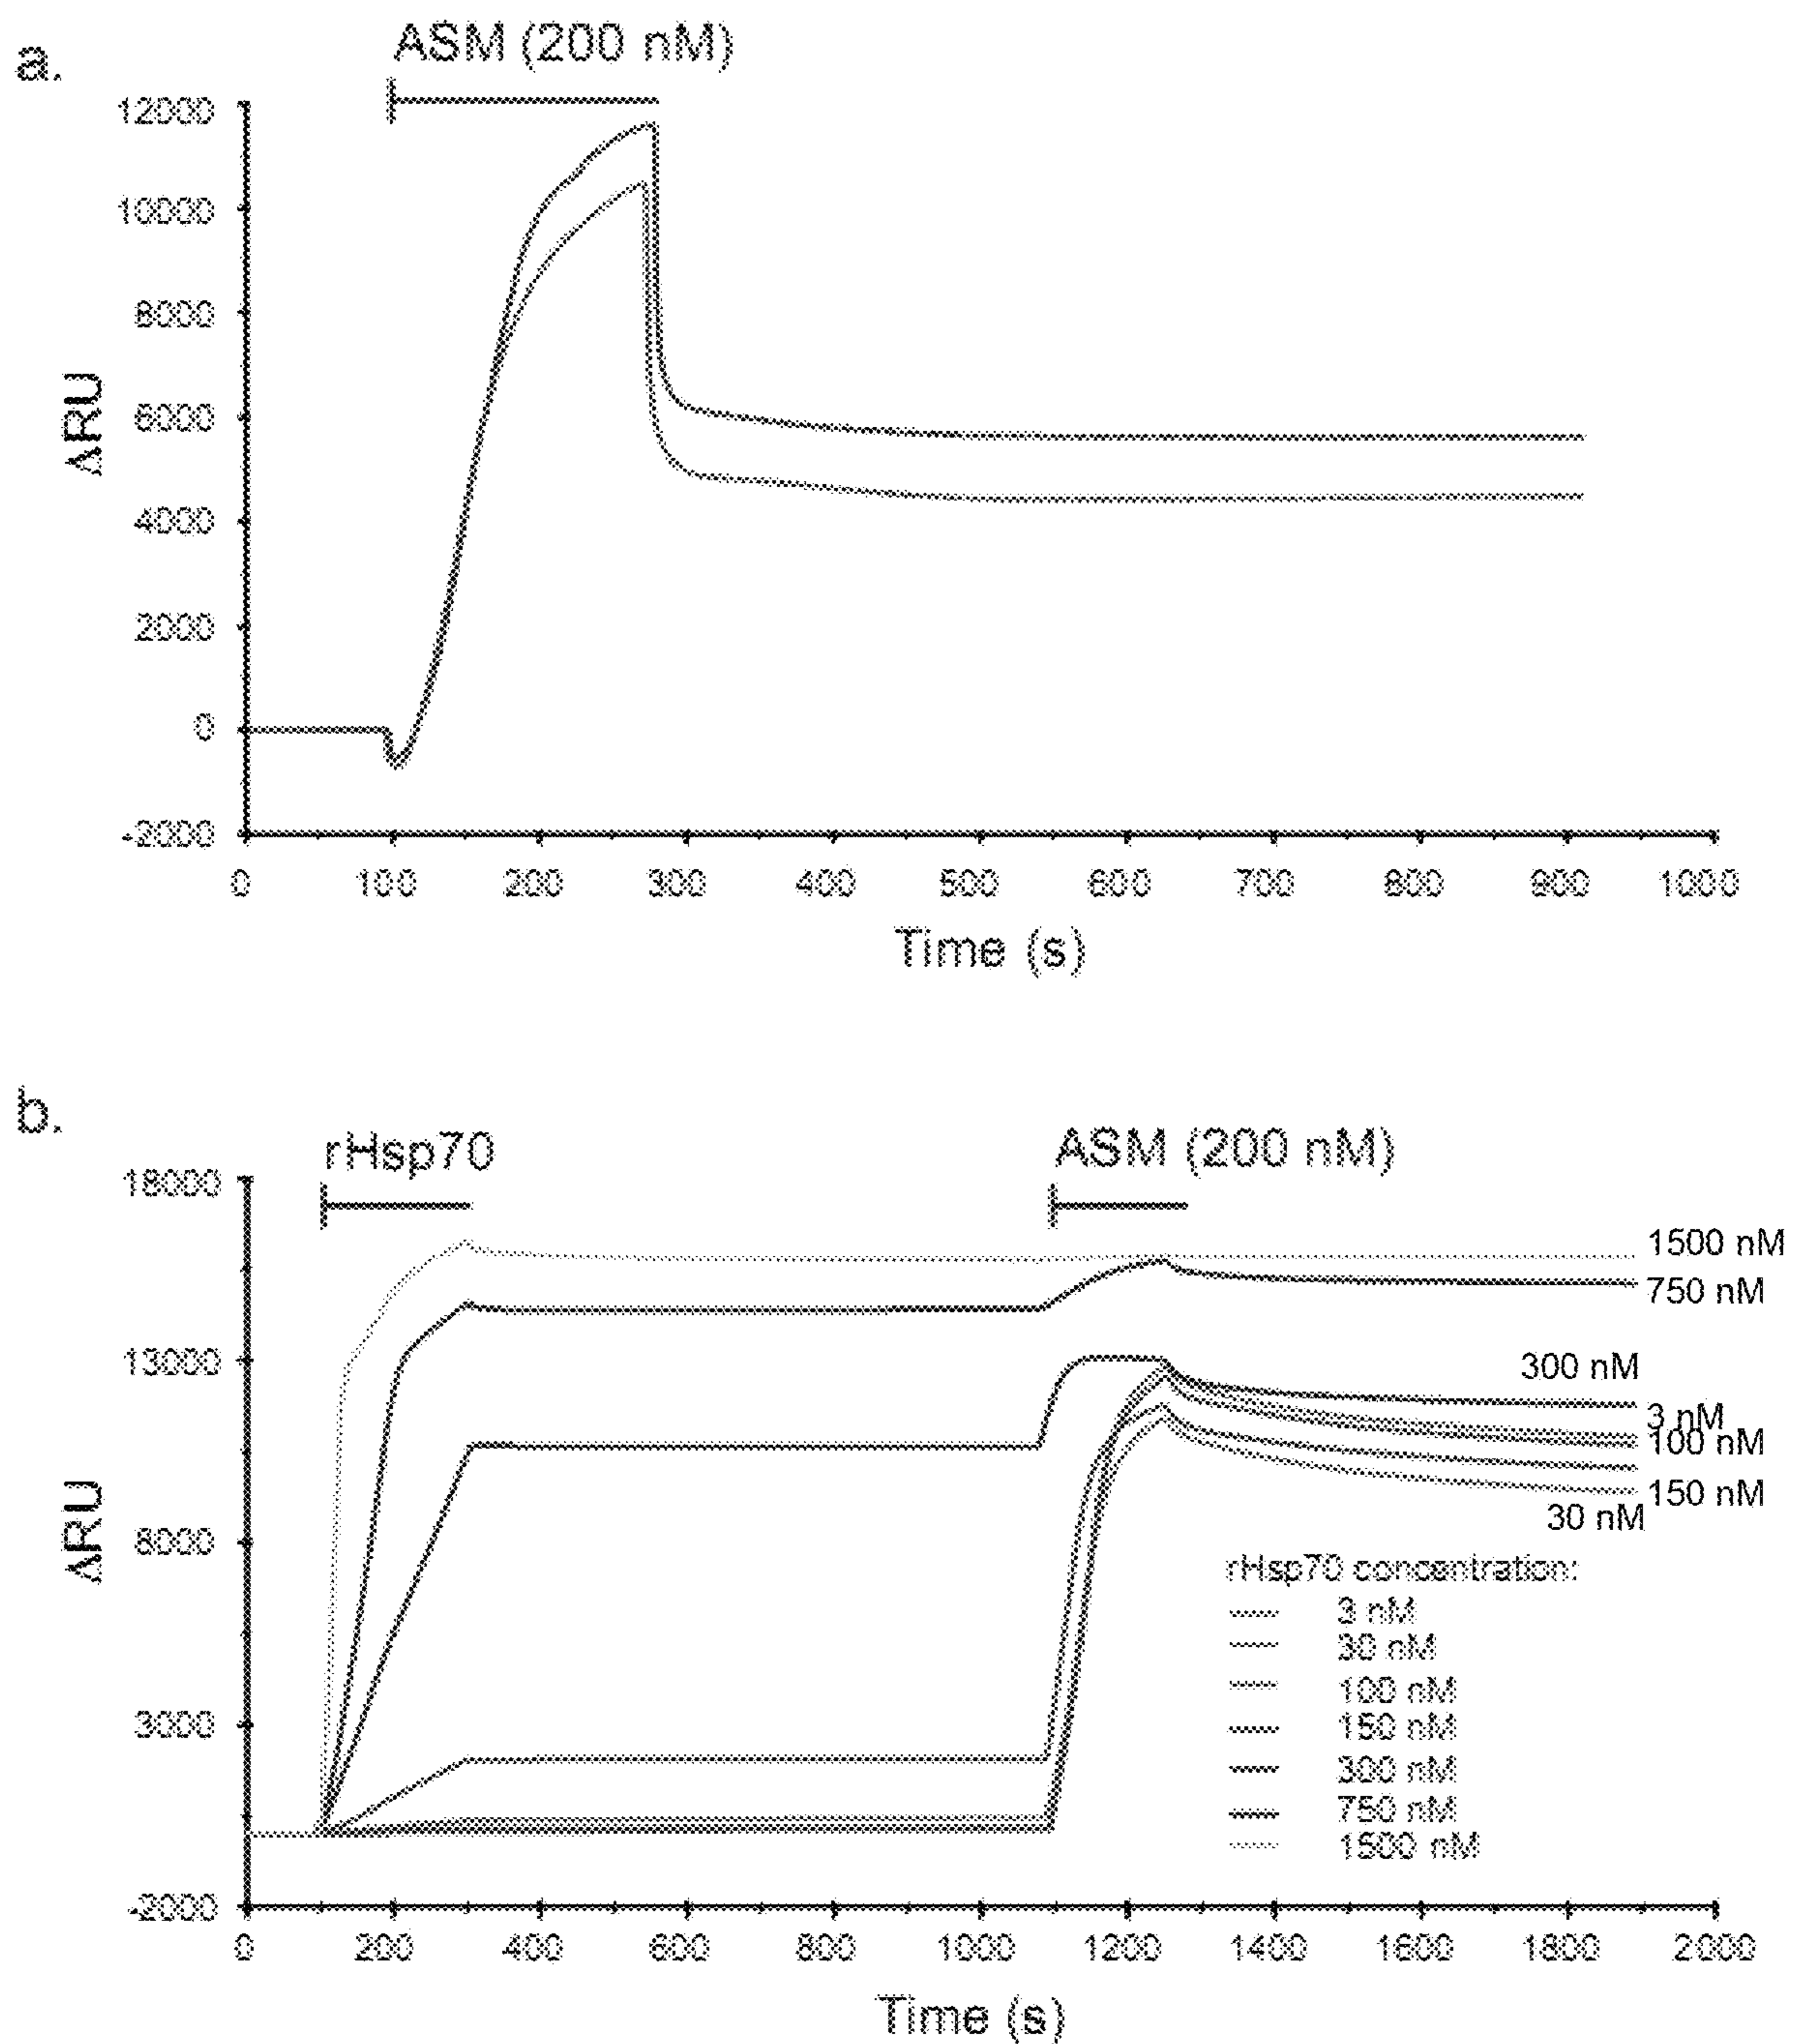 a.
ASM (200 nM)
12000
10000
8000
6000
4000
2000
0
-2000
ΔRU
0 100 200 300 400 500 600 700 800 900 1000
Time (s)
b.
rHsp70
ASM (200 nM)
18000
13000
8000
3000
-2000
ΔRU
1500 nM
750 nM
300 nM
3 nM
100 nM
150 nM
30 nM
rHsp70 concentration:
3 nM
30 nM
100 nM
150 nM
300 nM
750 nM
1500 nM
0 200 400 600 800 1000 1200 1400 1600 1800 2000
Time (s)